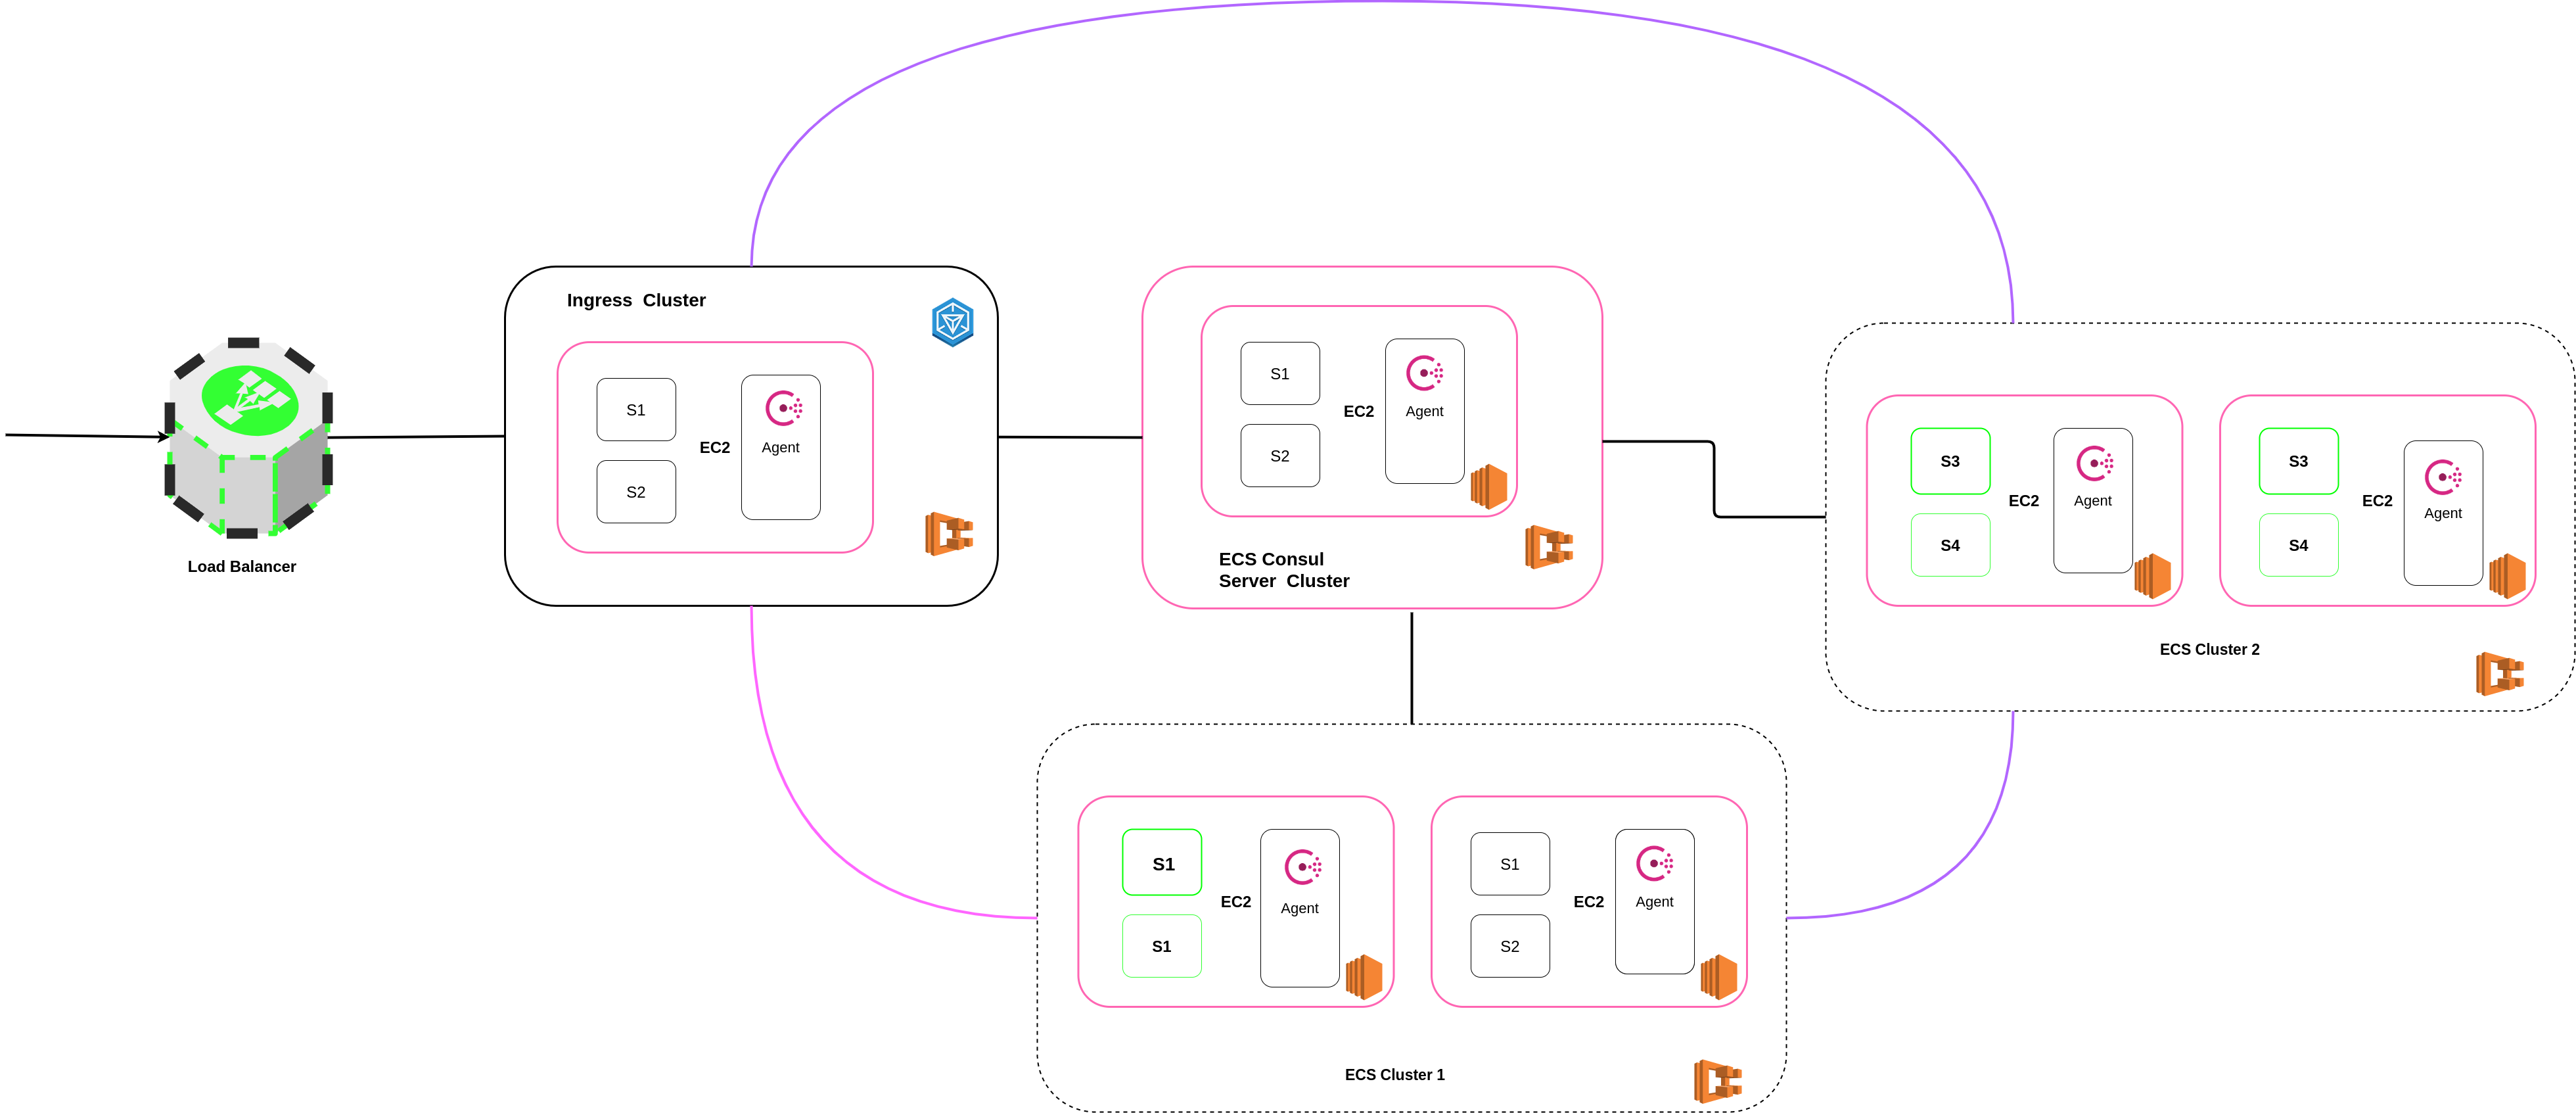 Load Balancer
Ingress  Cluster
S1
S2
EC2
Agent
S1
S2
EC2
Agent
ECS Consul
Server  Cluster
S3
S4
EC2
Agent
S3
S4
EC2
Agent
ECS Cluster 2
S1
S1
EC2
Agent
S1
S2
EC2
Agent
ECS Cluster 1